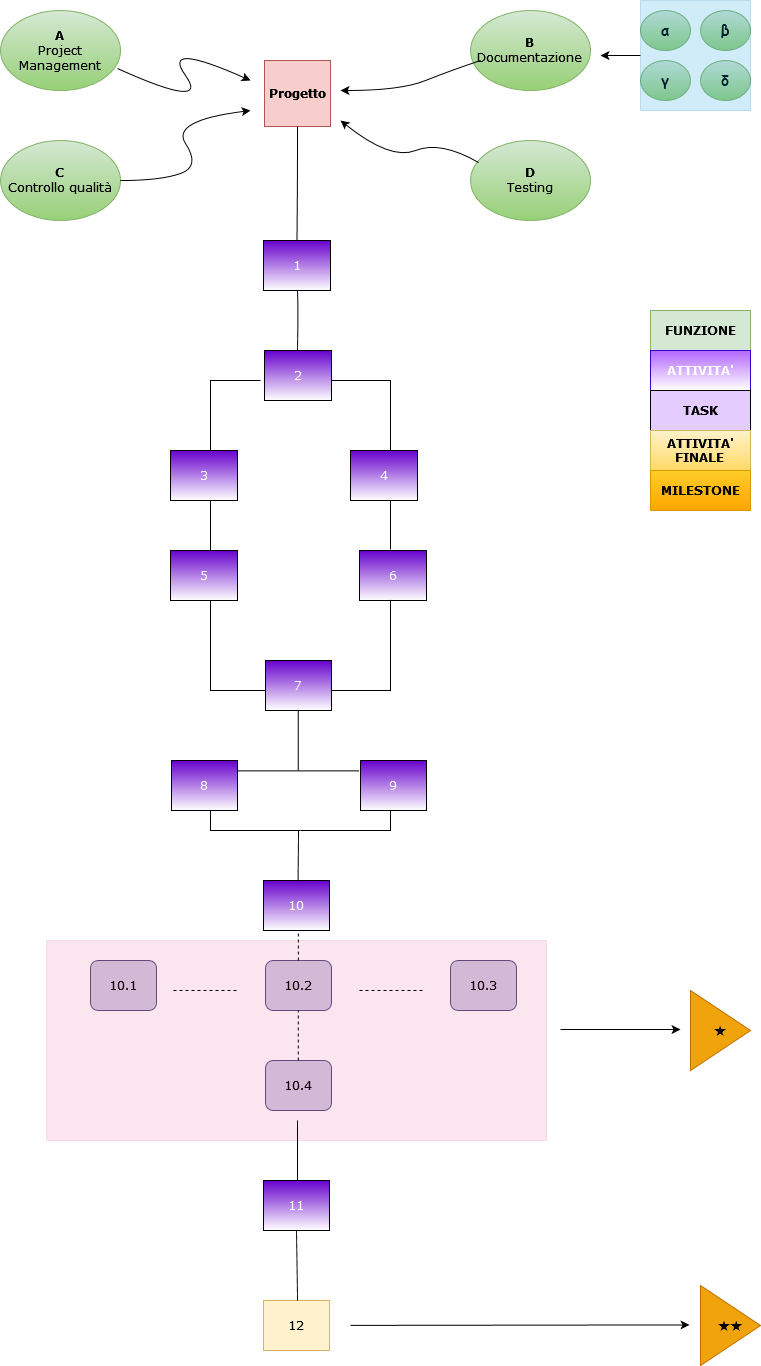 A
Project
Management
B
Documentazione
α
β
γ
δ
Progetto
C
Controllo qualità
D
Testing
1
2
3
4
5
6
7
8
9
10
10.1
10.2
10.3
10.4
11
12
FUNZIONE
ATTIVITA'
TASK
ATTIVITA'
FINALE
MILESTONE
★
★★